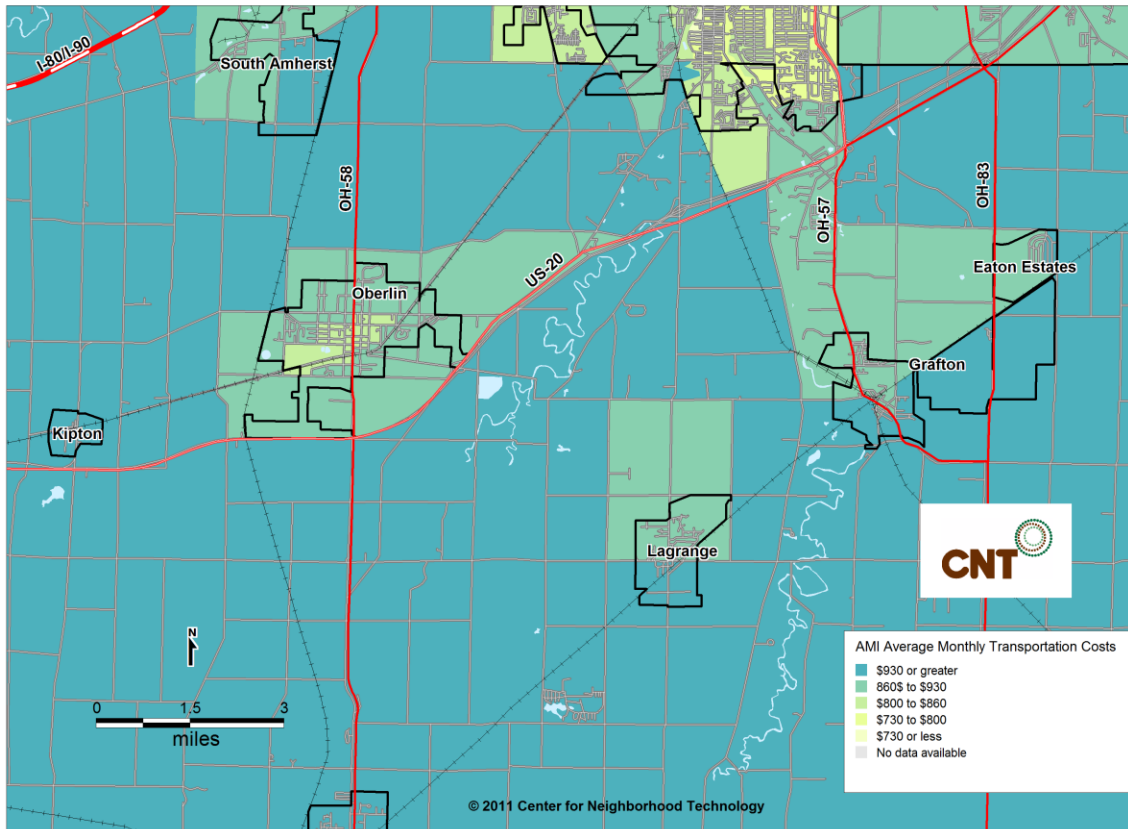 I-80/I-90
South Amherst
OH-58
OH-57
OH-83
US-20
Eaton Estates
Oberlin
Grafton
Kipton
Lagrange
CNT
N
0 1.5 3
miles
AMI Average Monthly Transportation Costs
$930 or greater
860$ to $930
$800 to $860
$730 to $800
$730 or less
No data available
© 2011 Center for Neighborhood Technology